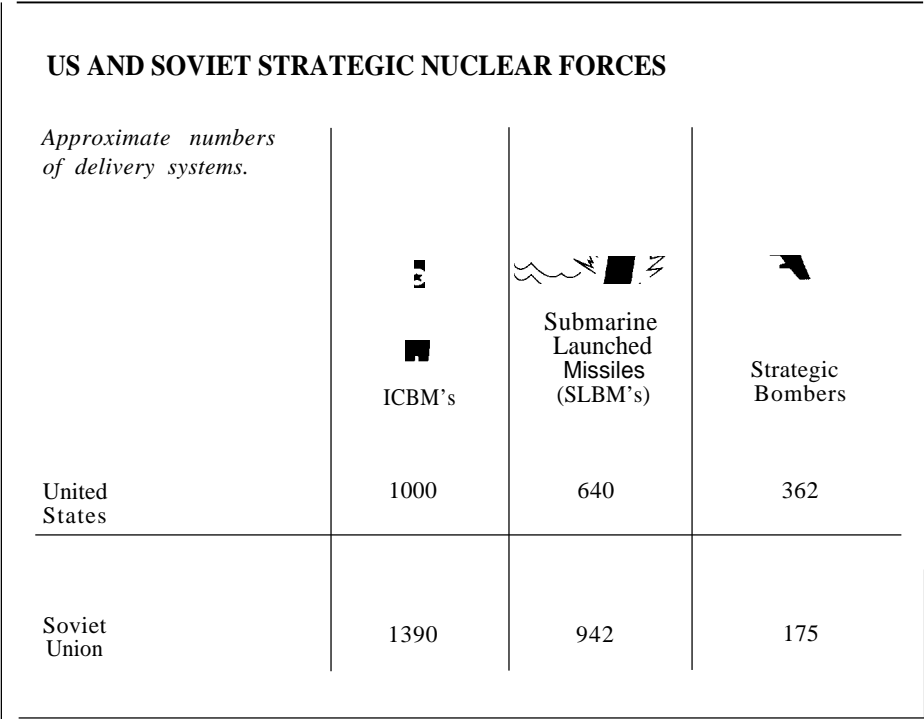 US AND SOVIET STRATEGIC NUCLEAR FORCES
Approximate numbers
of delivery systems.
ICBM's
Submarine
Launched
Missiles
(SLBM's)
Strategic
Bombers
United
States
1000
640
362
Soviet
Union
1390
942
175